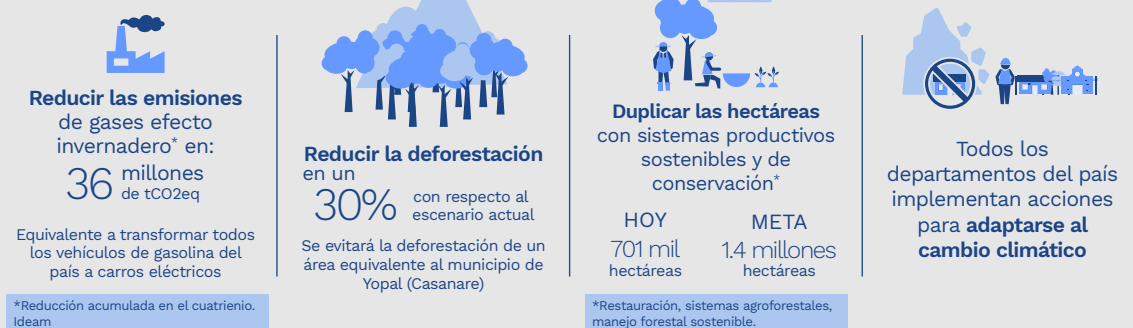 Reducir las emisiones
de gases efecto
invernadero* en:
36 millones
de tCO2eq
Equivalente a transformar todos
los vehículos de gasolina del
país a carros eléctricos
*Reducción acumulada en el cuatrienio.
Ideam
Reducir la deforestación
en un
30% con respecto al
escenario actual
Se evitará la deforestación de un
área equivalente al municipio de
Yopal (Casanare)
Duplicar las hectáreas
con sistemas productivos
sostenibles y de
conservación*
HOY
701 mil
hectáreas
META
1.4 millones
hectáreas
*Restauración, sistemas agroforestales,
manejo forestal sostenible.
Todos los
departamentos del país
implementan acciones
para adaptarse al
cambio climático